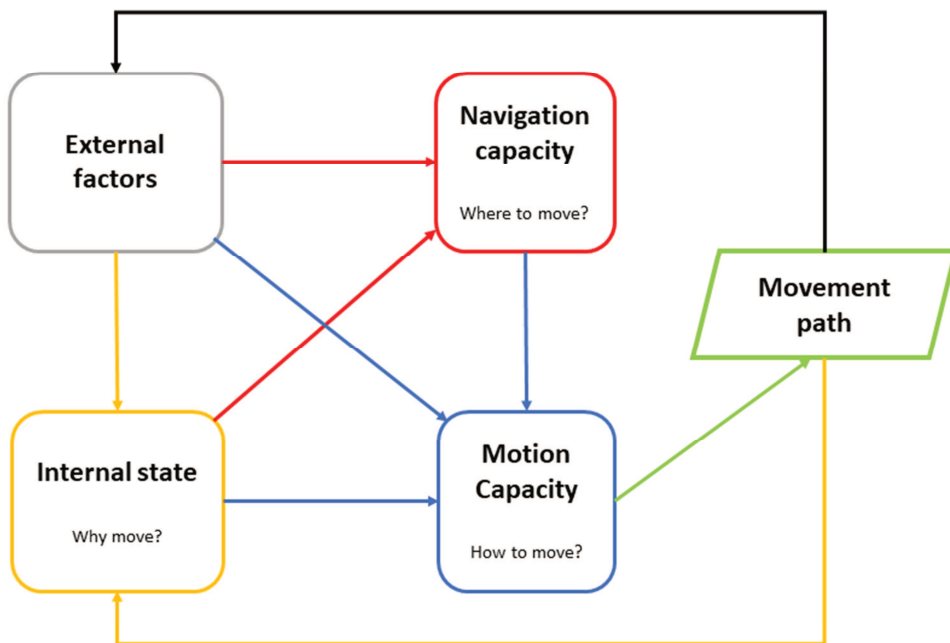 External
factors
Navigation
capacity
Where to move?
Movement
path
Internal state
Why move?
Motion
Capacity
How to move?